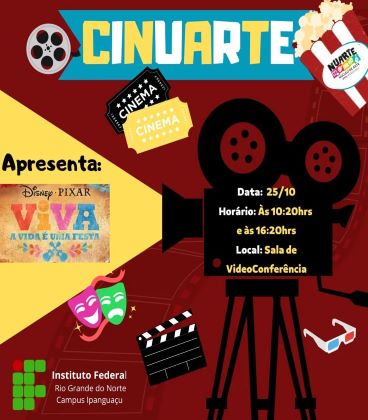 CINUARTE
NUARTE
CINEMA
CINEMA
Apresenta:
Disney · PIXAR
VIVA
A VIDA É UMA FESTA
Data: 25/10
Horário: Às 10:20hrs
e às 16:20hrs
Local: Sala de
VideoConferência
Instituto Federal
Rio Grande do Norte
Campus Ipanguaçu